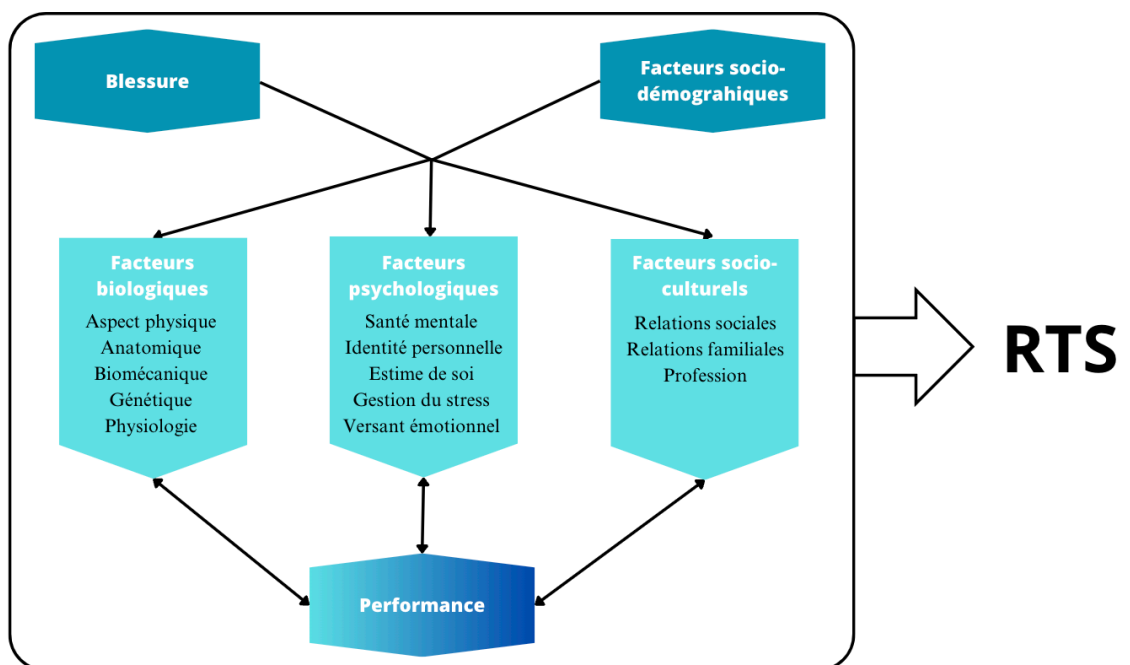 Blessure
Facteurs socio-
démograhiques
Facteurs
biologiques
Aspect physique
Anatomique
Biomécanique
Génétique
Physiologie
Facteurs
psychologiques
Santé mentale
Identité personnelle
Estime de soi
Gestion du stress
Versant émotionnel
Facteurs socio-
culturels
Relations sociales
Relations familiales
Profession
RTS
Performance